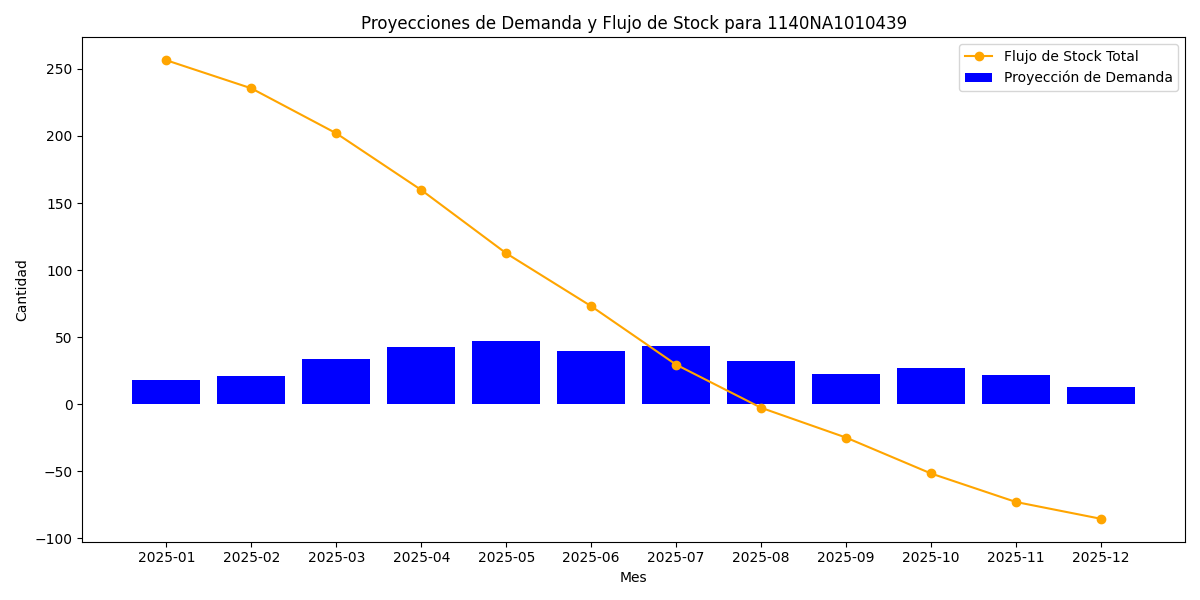 Proyecciones de Demanda y Flujo de Stock para 1140NA1010439
Flujo de Stock Total
Proyección de Demanda
Cantidad
250
200
150
100
50
0
−50
−100
2025-01 2025-02 2025-03 2025-04 2025-05 2025-06 2025-07 2025-08 2025-09 2025-10 2025-11 2025-12
Mes